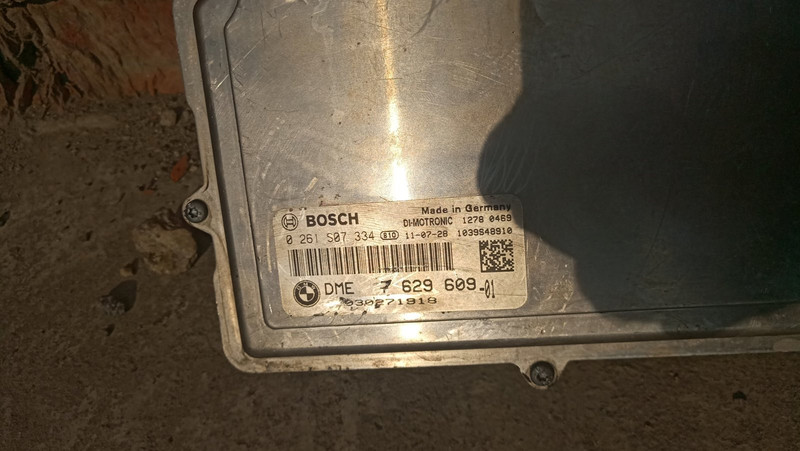 BOSCH
Made in Germany
DI-MOTRONIC 1278 0469
0 261 S07 334 810 11-07-28 1039S48910
DME 7 629 609-01
030271918